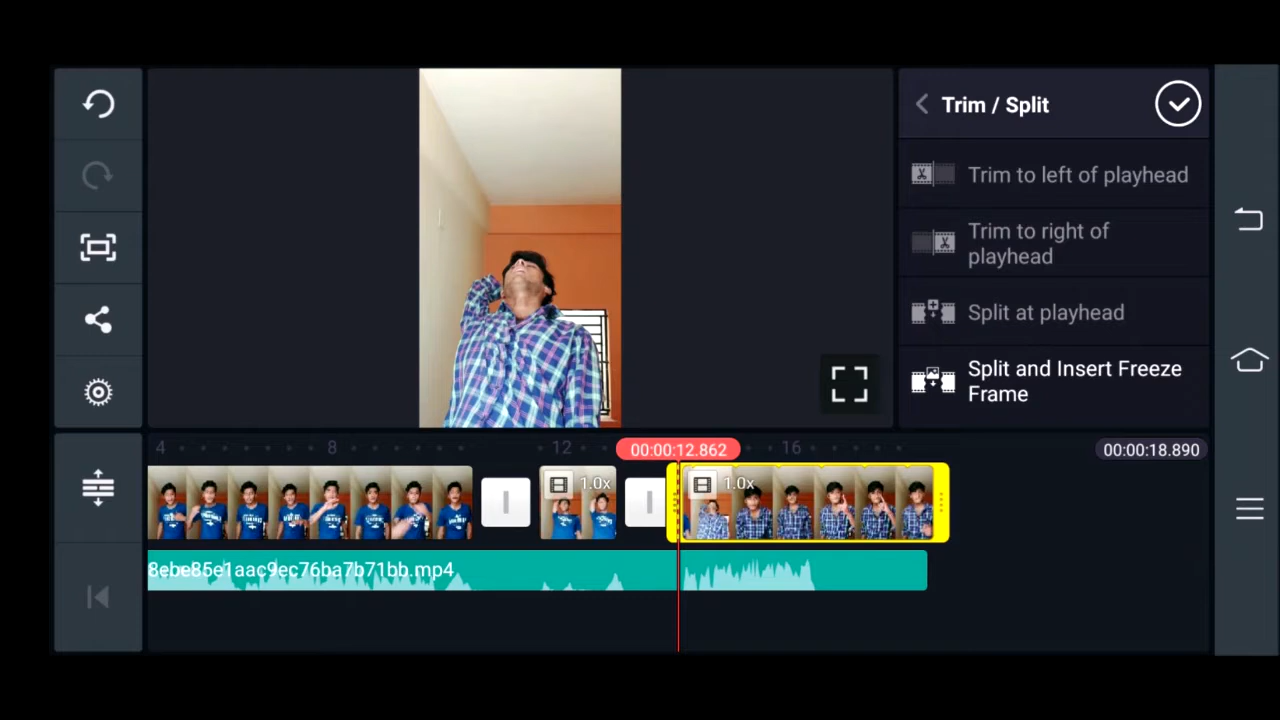 Trim / Split
Trim to left of playhead
Trim to right of
playhead
Split at playhead
Split and Insert Freeze
Frame
4
8
12
00:00:12.862
16
00:00:18.890
1.0x
1.0x
8ebe85e1aac9ec76ba7b71bb.mp4